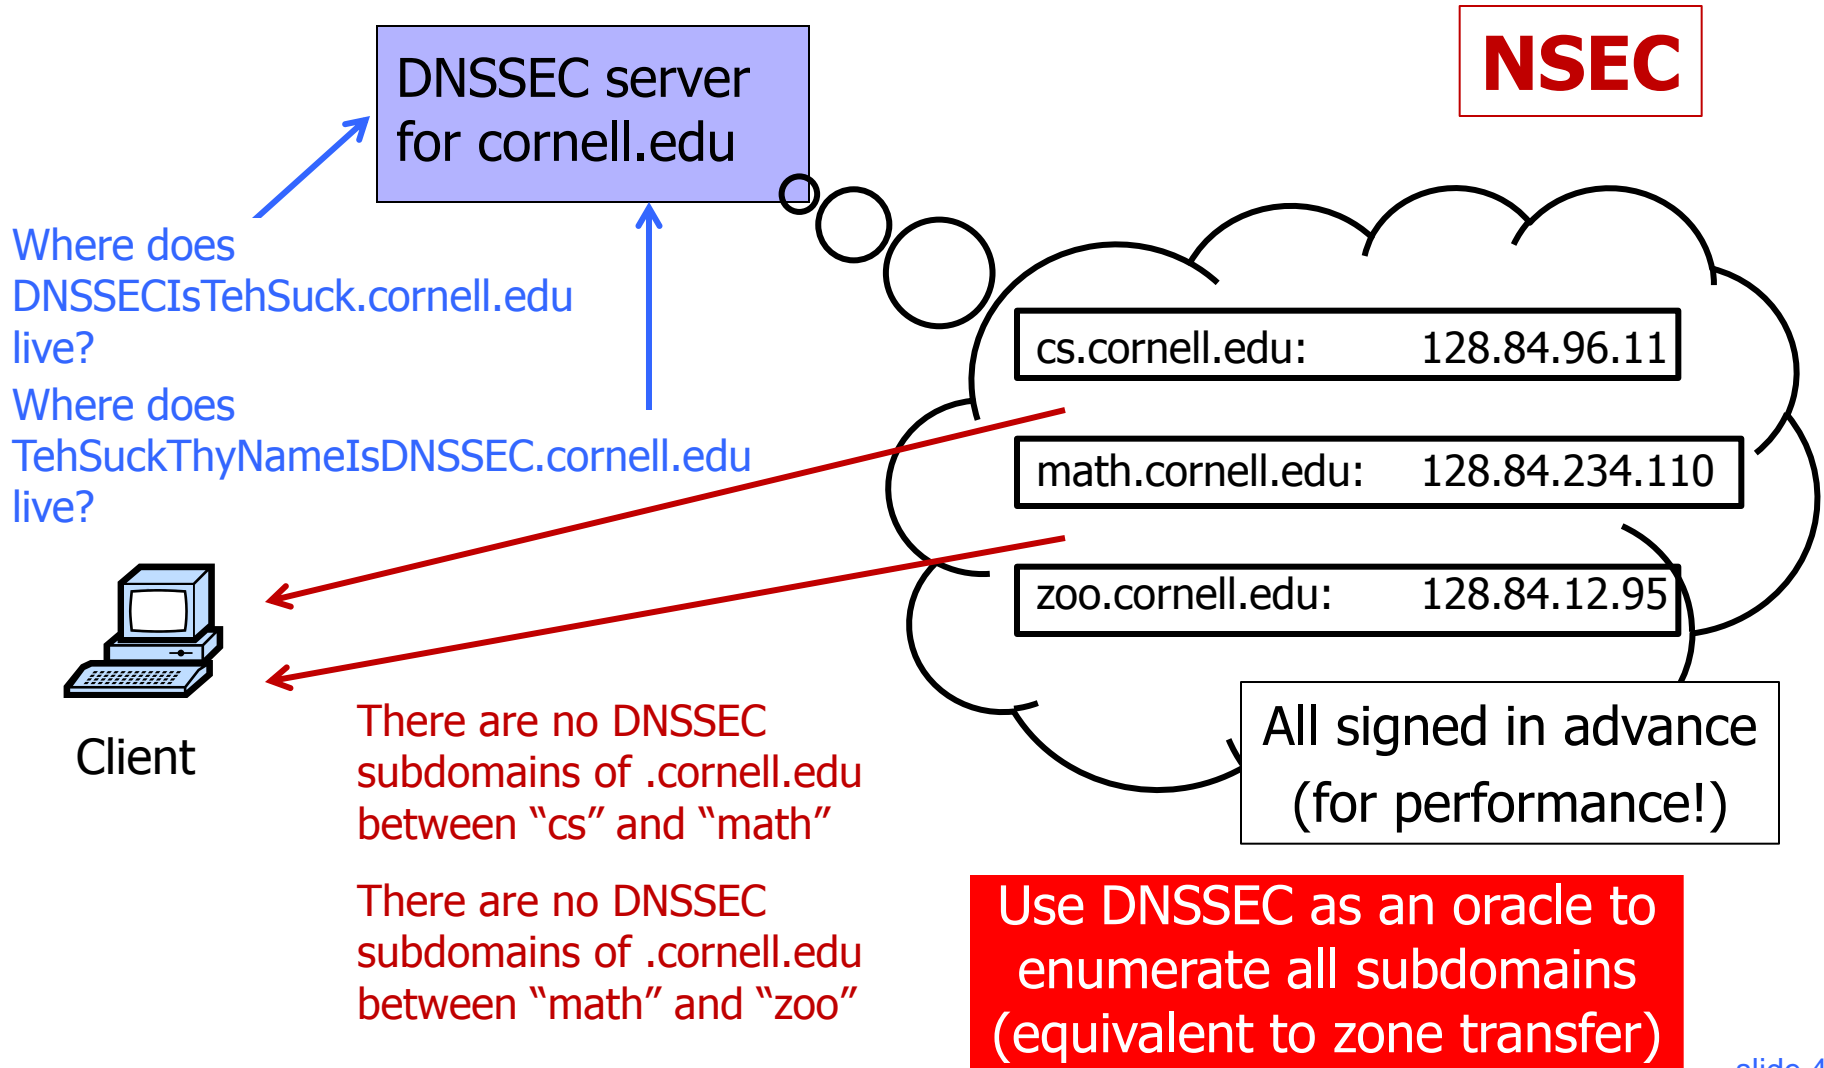 NSEC
DNSSEC server
for cornell.edu
Where does
DNSSECIsTehSuck.cornell.edu
live?
Where does
TehSuckThyNameIsDNSSEC.cornell.edu
live?
cs.cornell.edu: 128.84.96.11
math.cornell.edu: 128.84.234.110
zoo.cornell.edu: 128.84.12.95
Client
There are no DNSSEC
subdomains of .cornell.edu
between “cs” and “math”
There are no DNSSEC
subdomains of .cornell.edu
between “math” and “zoo”
All signed in advance
(for performance!)
Use DNSSEC as an oracle to
enumerate all subdomains
(equivalent to zone transfer)